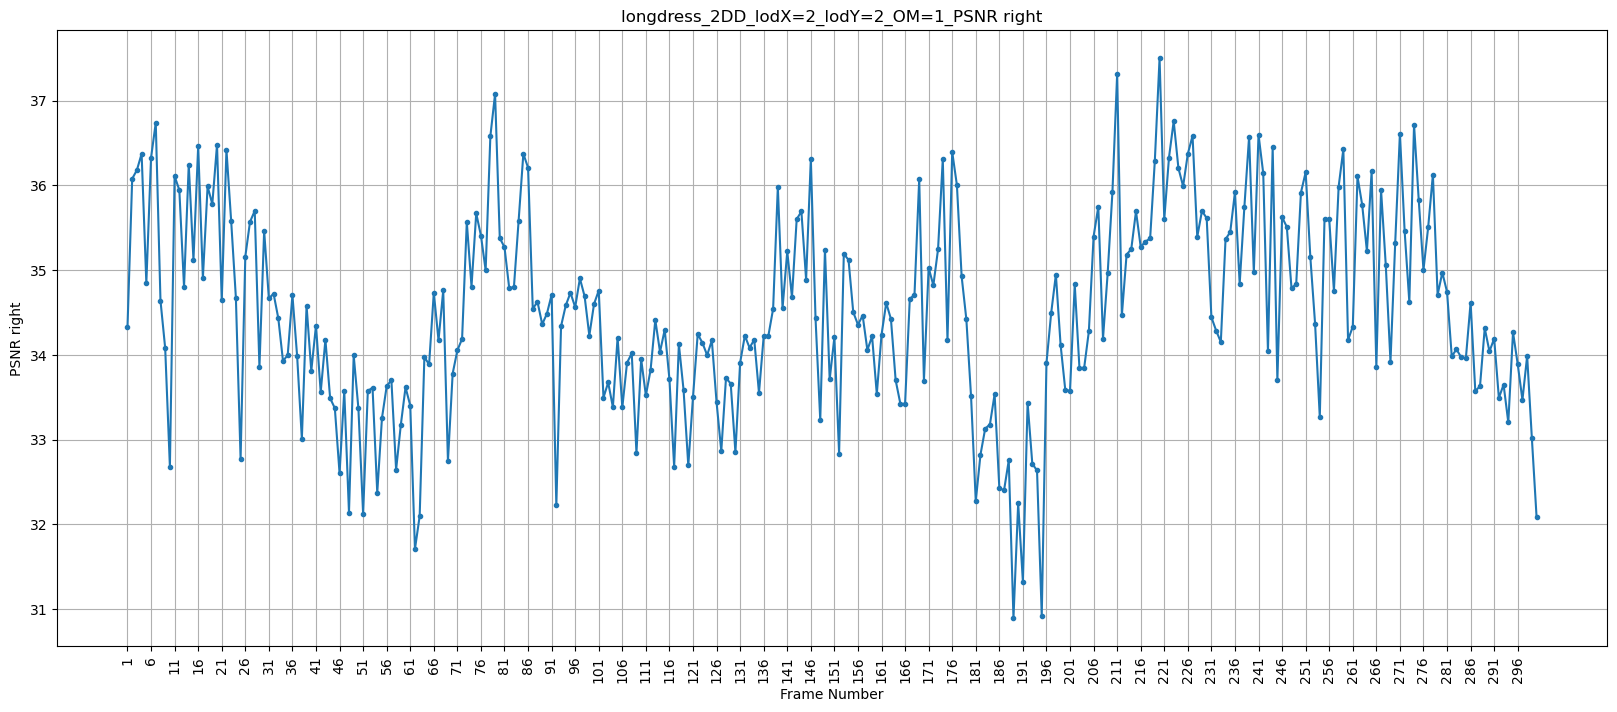 longdress_2DD_lodX=2_lodY=2_OM=1_PSNR right
PSNR right
37
36
35
34
33
32
31
1 6 11 16 21 26 31 36 41 46 51 56 61 66 71 76 81 86 91 96 101 106 111 116 121 126 131 136 141 146 151 156 161 166 171 176 181 186 191 196 201 206 211 216 221 226 231 236 241 246 251 256 261 266 271 276 281 286 291 296
Frame Number